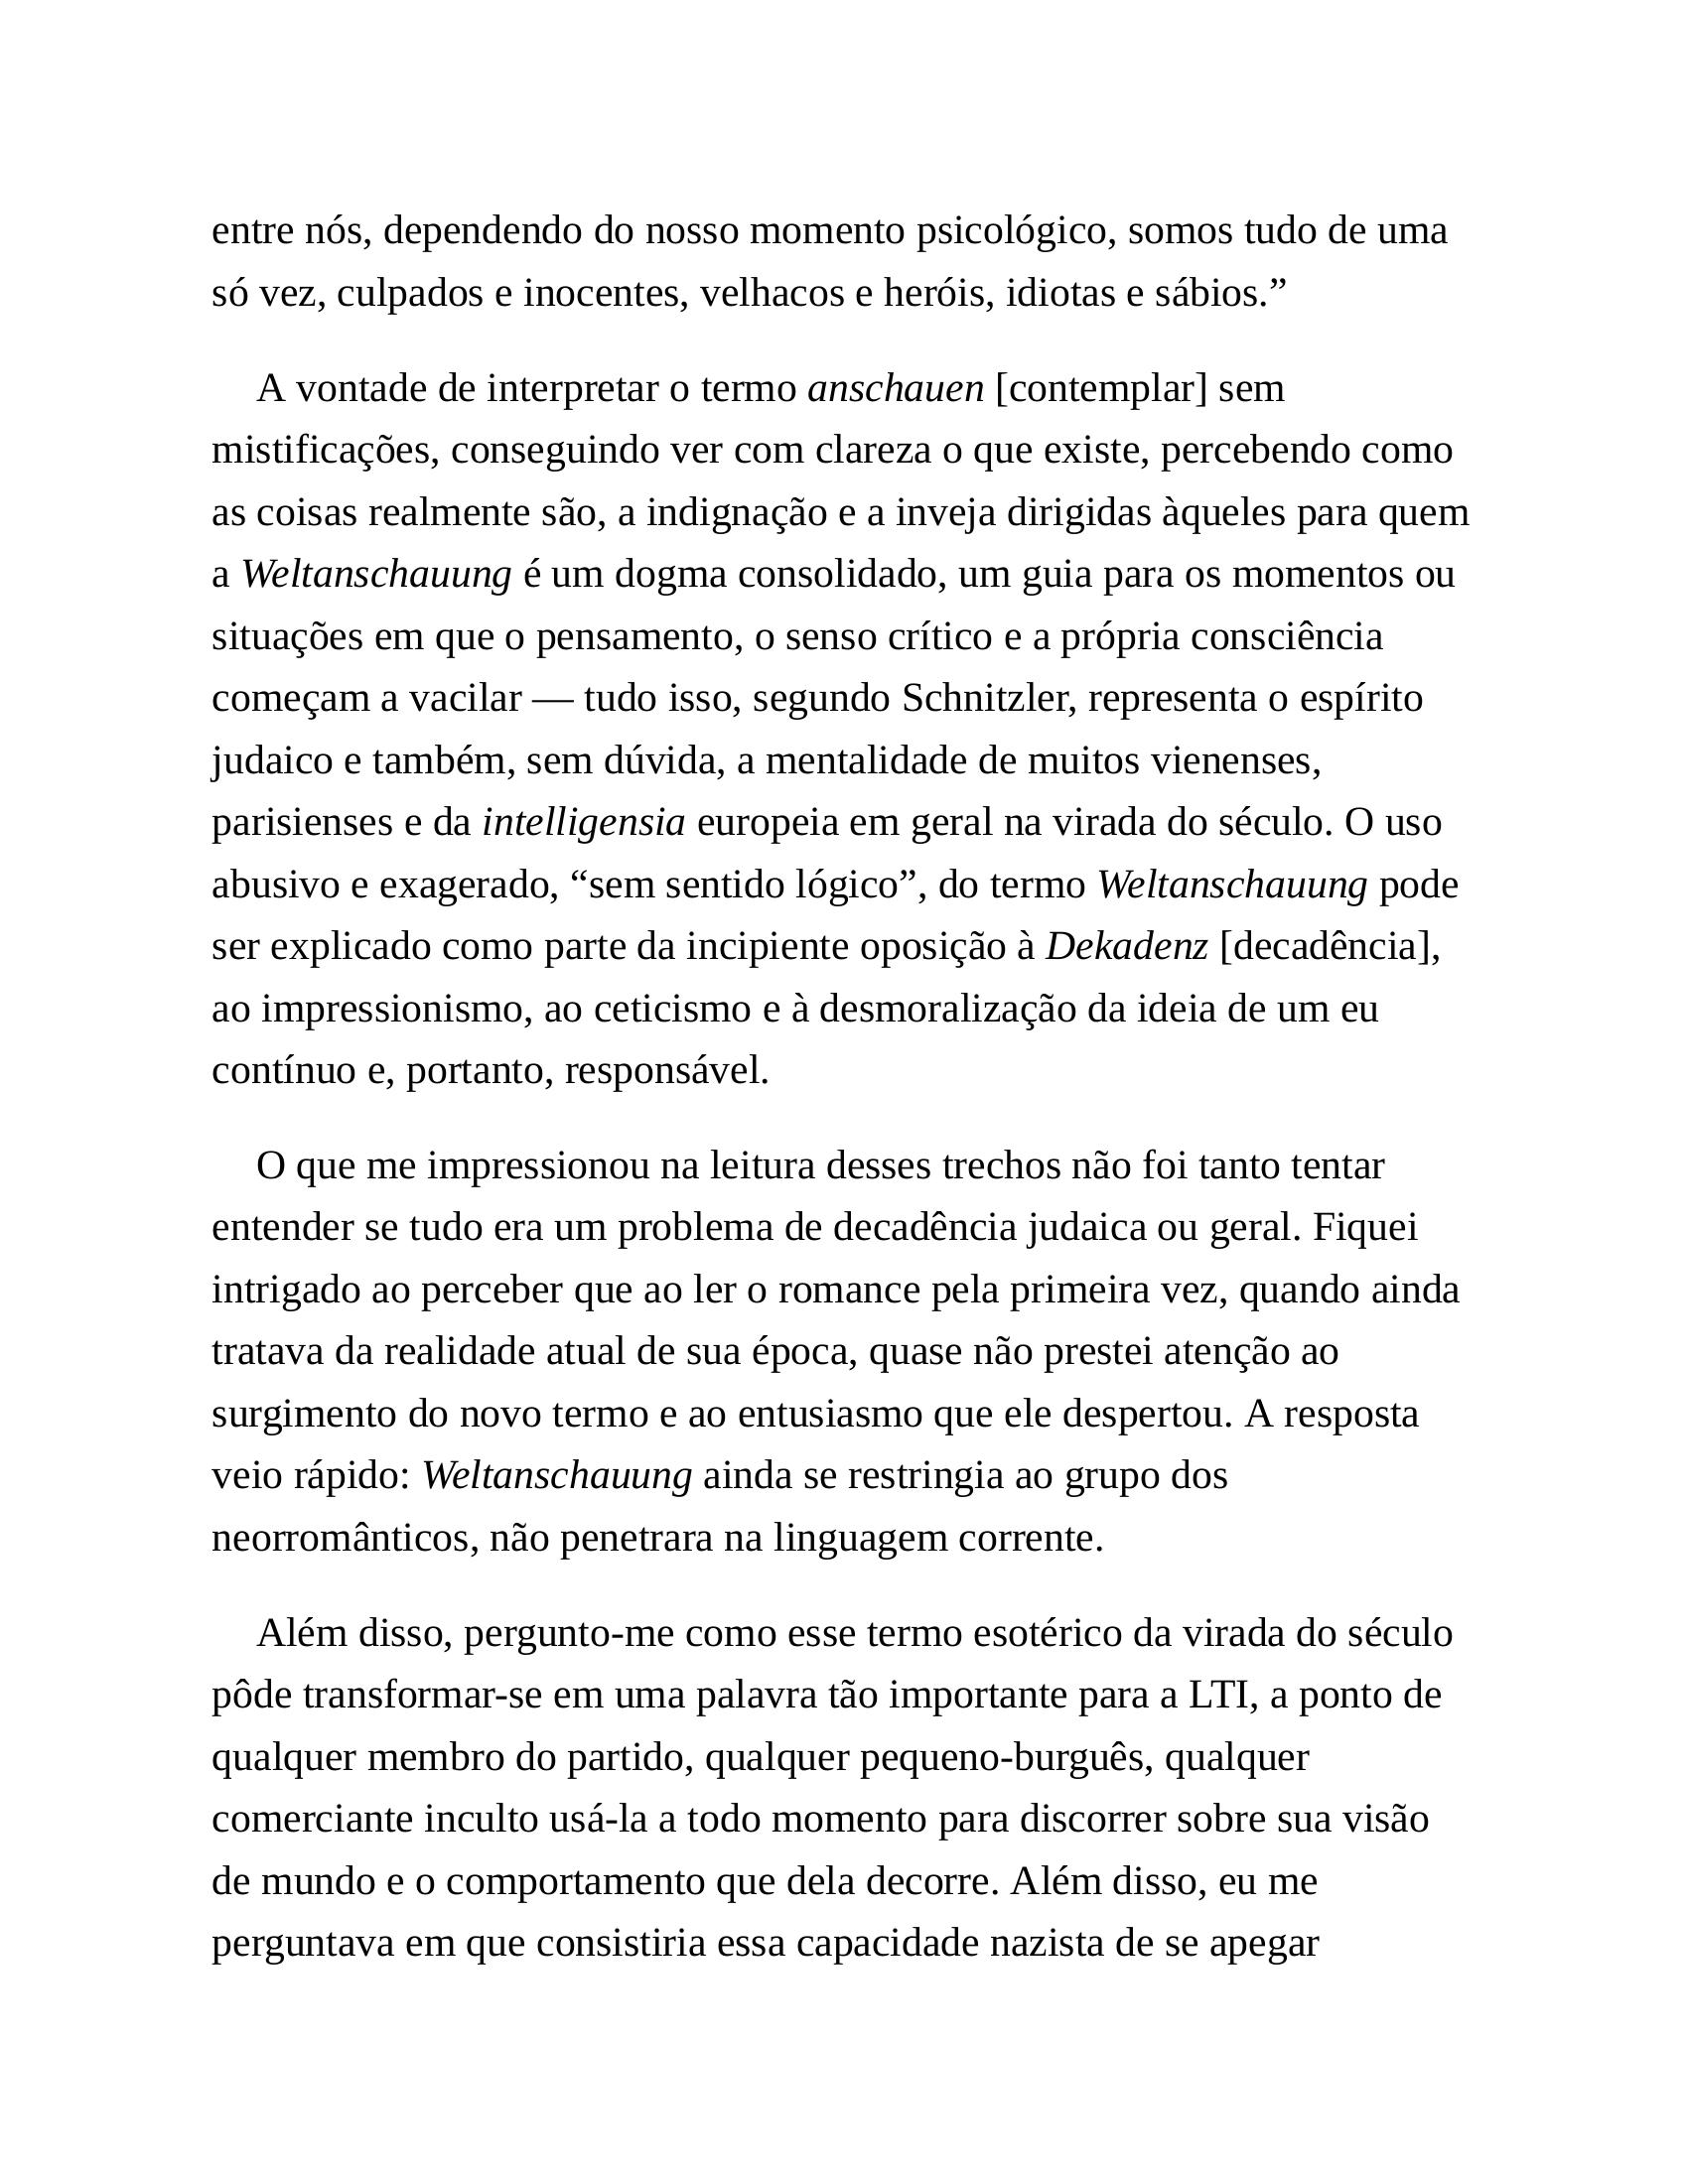 entre nós, dependendo do nosso momento psicológico, somos tudo de uma
só vez, culpados e inocentes, velhacos e heróis, idiotas e sábios.”
A vontade de interpretar o termo anschauen [contemplar] sem
mistificações, conseguindo ver com clareza o que existe, percebendo como
as coisas realmente são, a indignação e a inveja dirigidas àqueles para quem
a Weltanschauung é um dogma consolidado, um guia para os momentos ou
situações em que o pensamento, o senso crítico e a própria consciência
começam a vacilar — tudo isso, segundo Schnitzler, representa o espírito
judaico e também, sem dúvida, a mentalidade de muitos vienenses,
parisienses e da intelligensia europeia em geral na virada do século. O uso
abusivo e exagerado, “sem sentido lógico”, do termo Weltanschauung pode
ser explicado como parte da incipiente oposição à Dekadenz [decadência],
ao impressionismo, ao ceticismo e à desmoralização da ideia de um eu
contínuo e, portanto, responsável.
O que me impressionou na leitura desses trechos não foi tanto tentar
entender se tudo era um problema de decadência judaica ou geral. Fiquei
intrigado ao perceber que ao ler o romance pela primeira vez, quando ainda
tratava da realidade atual de sua época, quase não prestei atenção ao
surgimento do novo termo e ao entusiasmo que ele despertou. A resposta
veio rápido: Weltanschauung ainda se restringia ao grupo dos
neorromânticos, não penetrara na linguagem corrente.
Além disso, pergunto-me como esse termo esotérico da virada do século
pôde transformar-se em uma palavra tão importante para a LTI, a ponto de
qualquer membro do partido, qualquer pequeno-burguês, qualquer
comerciante inculto usá-la a todo momento para discorrer sobre sua visão
de mundo e o comportamento que dela decorre. Além disso, eu me
perguntava em que consistiria essa capacidade nazista de se apegar